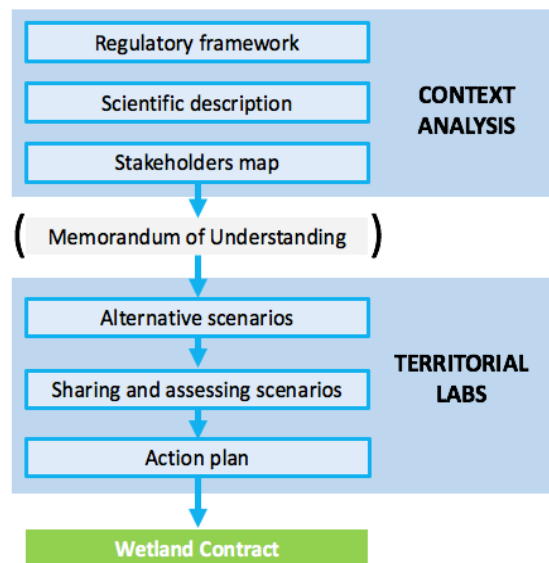 Regulatory framework
Scientific description
Stakeholders map
CONTEXT
ANALYSIS
( Memorandum of Understanding )
Alternative scenarios
Sharing and assessing scenarios
Action plan
TERRITORIAL
LABS
Wetland Contract